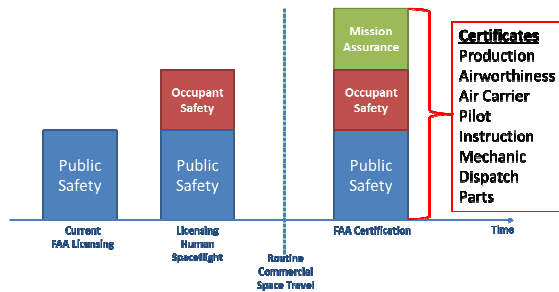 Mission
Assurance
Occupant
Safety
Occupant
Safety
Public
Safety
Public
Safety
Public
Safety
Current
FAA Licensing
Licensing
Human
Spaceflight
Routine
Commercial
Space Travel
FAA Certification
Time
Certificates
Production
Airworthiness
Air Carrier
Pilot
Instruction
Mechanic
Dispatch
Parts